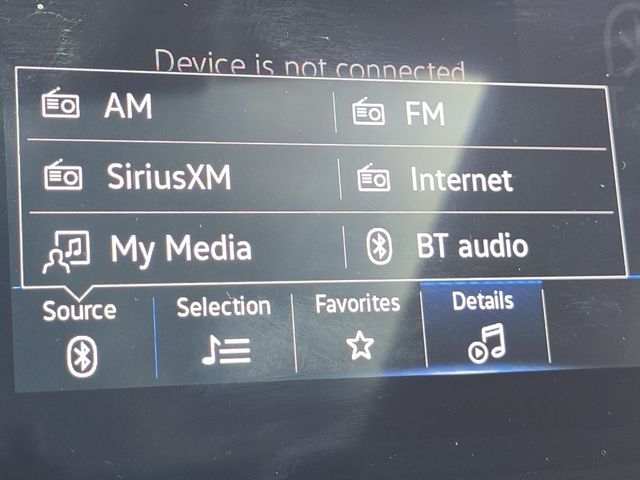 Device is not connected
AM
FM
SiriusXM
Internet
My Media
BT audio
Source
Selection
Favorites
Details